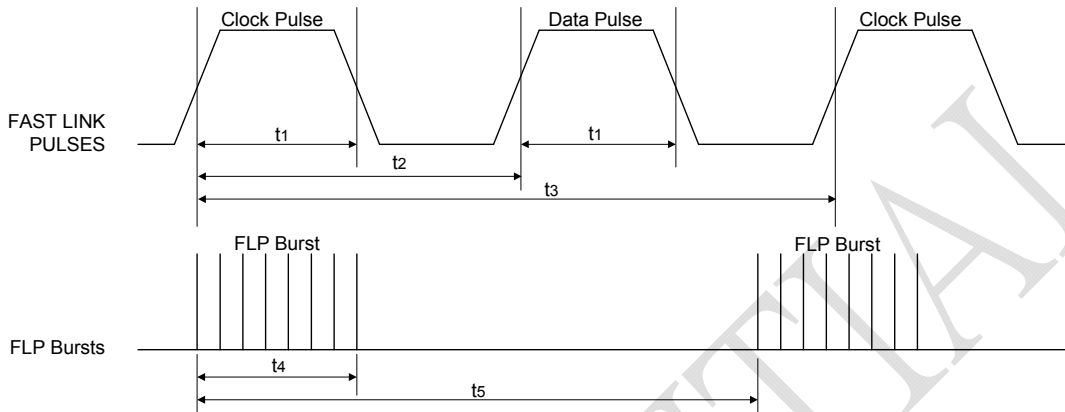 Clock Pulse Data Pulse Clock Pulse
FAST LINK
PULSES
t1 t1
t2
t3
FLP Burst FLP Burst
FLP Bursts
t4
t5